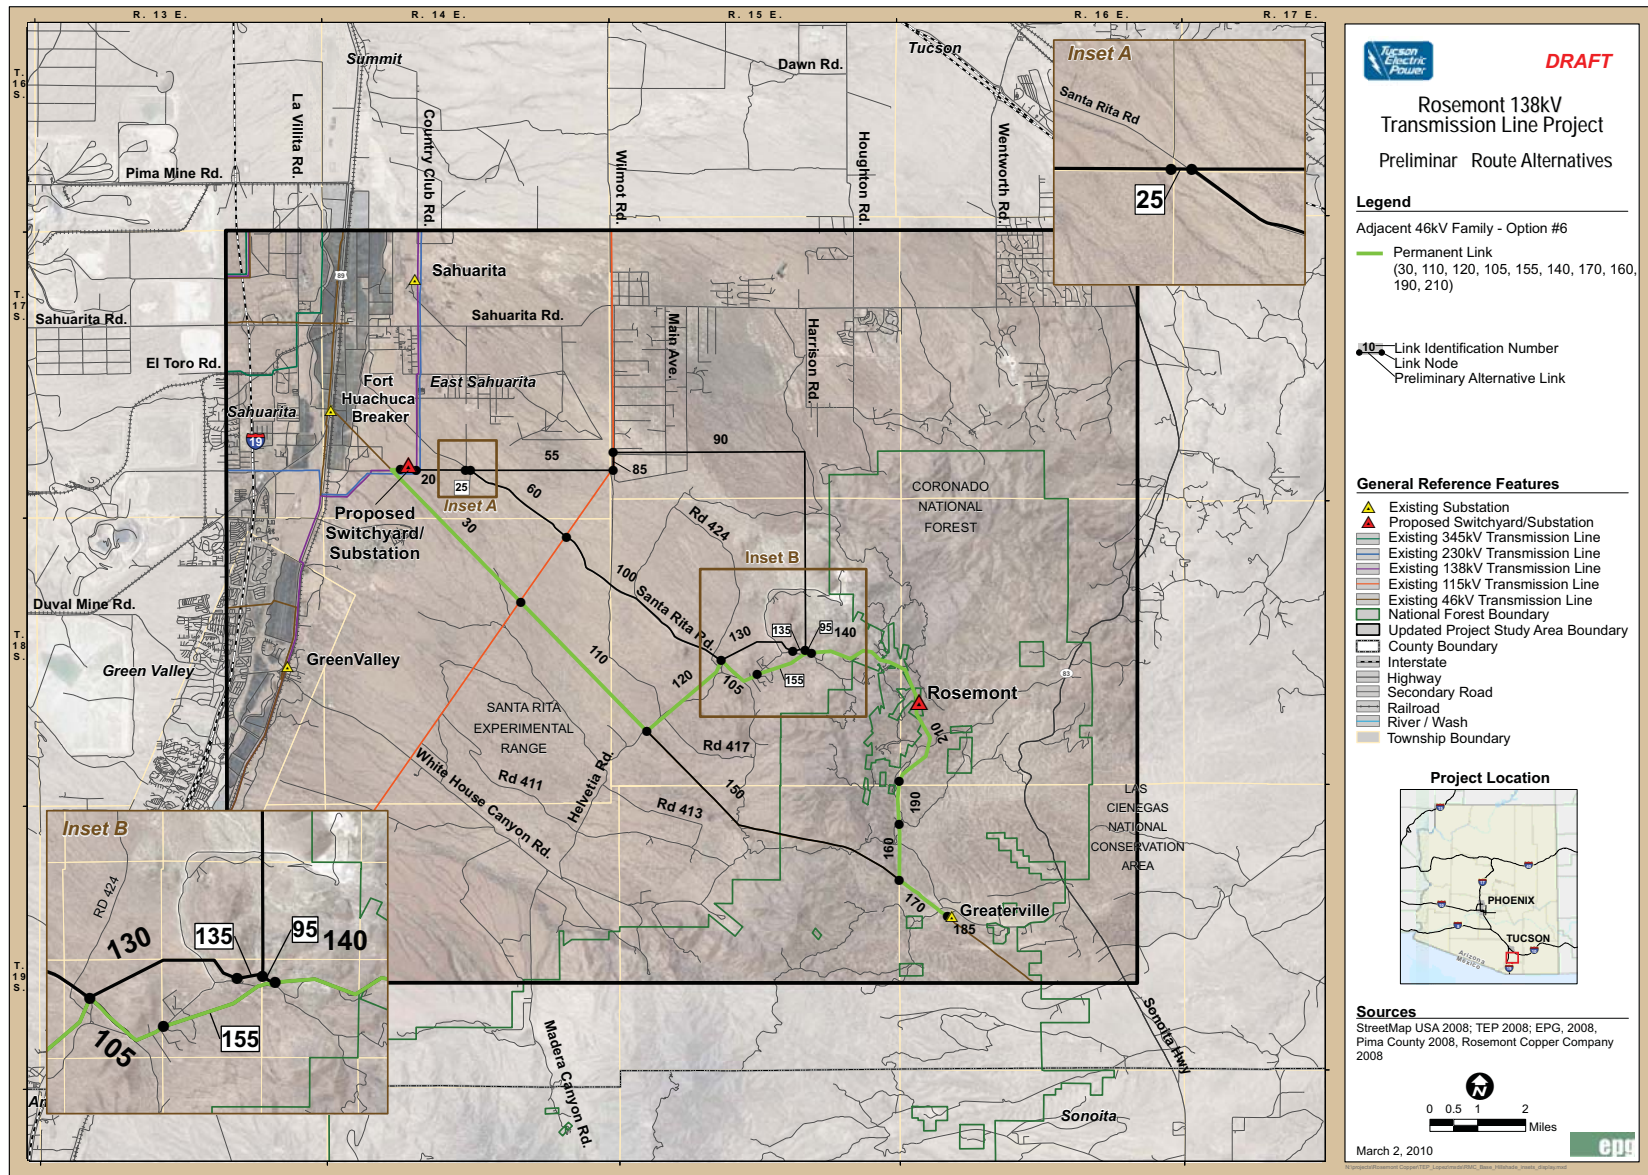 R. 13 E.
R. 14 E.
R. 15 E.
R. 16 E.
R. 17 E.
T.
16
S.
T.
17
S.
T.
18
S.
T.
19
S.
Summit
Tucson
Dawn Rd.
La Villita Rd.
Country Club Rd.
Wilmot Rd.
Houghton Rd.
Wentworth Rd.
Pima Mine Rd.
Inset A
Santa Rita Rd
25
89
Sahuarita
Sahuarita Rd.
Sahuarita Rd.
Main Ave.
Harrison Rd.
El Toro Rd.
Fort
Huachuca
Breaker
East Sahuarita
Sahuarita
19
20
25
Inset A
55
85
90
60
30
Proposed
Switchyard/
Substation
CORONADO
NATIONAL
FOREST
Rd 424
Inset B
100
Santa Rita Rd.
135
95
140
130
Duval Mine Rd.
110
120
105
155
GreenValley
Green Valley
83
Rosemont
210
SANTA RITA
EXPERIMENTAL
RANGE
Rd 417
Helvetia Rd.
White House Canyon Rd.
Rd 411
Rd 413
150
190
160
LAS
CIENEGAS
NATIONAL
CONSERVATION
AREA
170
Greaterville
185
Inset B
RD 424
130
135
95
140
105
155
Madera Canyon Rd.
Sonoita Hwy
Sonoita
Tucson
Electric
Power
DRAFT
Rosemont 138kV
Transmission Line Project
Preliminar Route Alternatives
Legend
Adjacent 46kV Family - Option #6
Permanent Link
(30, 110, 120, 105, 155, 140, 170, 160,
190, 210)
10
Link Identification Number
Link Node
Preliminary Alternative Link
General Reference Features
Existing Substation
Proposed Switchyard/Substation
Existing 345kV Transmission Line
Existing 230kV Transmission Line
Existing 138kV Transmission Line
Existing 115kV Transmission Line
Existing 46kV Transmission Line
National Forest Boundary
Updated Project Study Area Boundary
County Boundary
Interstate
Highway
Secondary Road
Railroad
River / Wash
Township Boundary
Project Location
PHOENIX
TUCSON
Arizona
Mexico
Sources
StreetMap USA 2008; TEP 2008; EPG, 2008,
Pima County 2008, Rosemont Copper Company
2008
N
0 0.5 1 2
Miles
March 2, 2010
epg